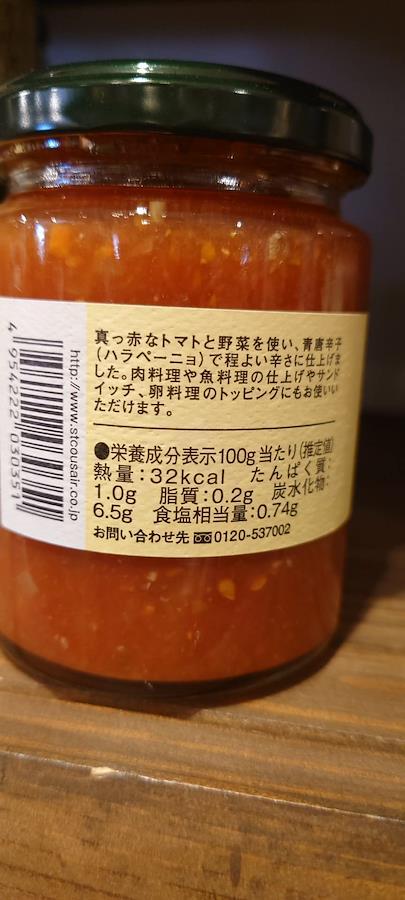 真っ赤なトマトと野菜を使い、青唐辛子
(ハラペーニョ)で程よい辛さに仕上げま
した。肉料理や魚料理の仕上げやサンド
イッチ、卵料理のトッピングにもお使いい
ただけます。
●栄養成分表示100g当たり(推定値)
熱量:32kcal たんぱく質:
1.0g 脂質:0.2g 炭水化物:
6.5g 食塩相当量:0.74g
お問い合わせ先 0120-537002
http://www.stcousair.co.jp
4 954222 030351